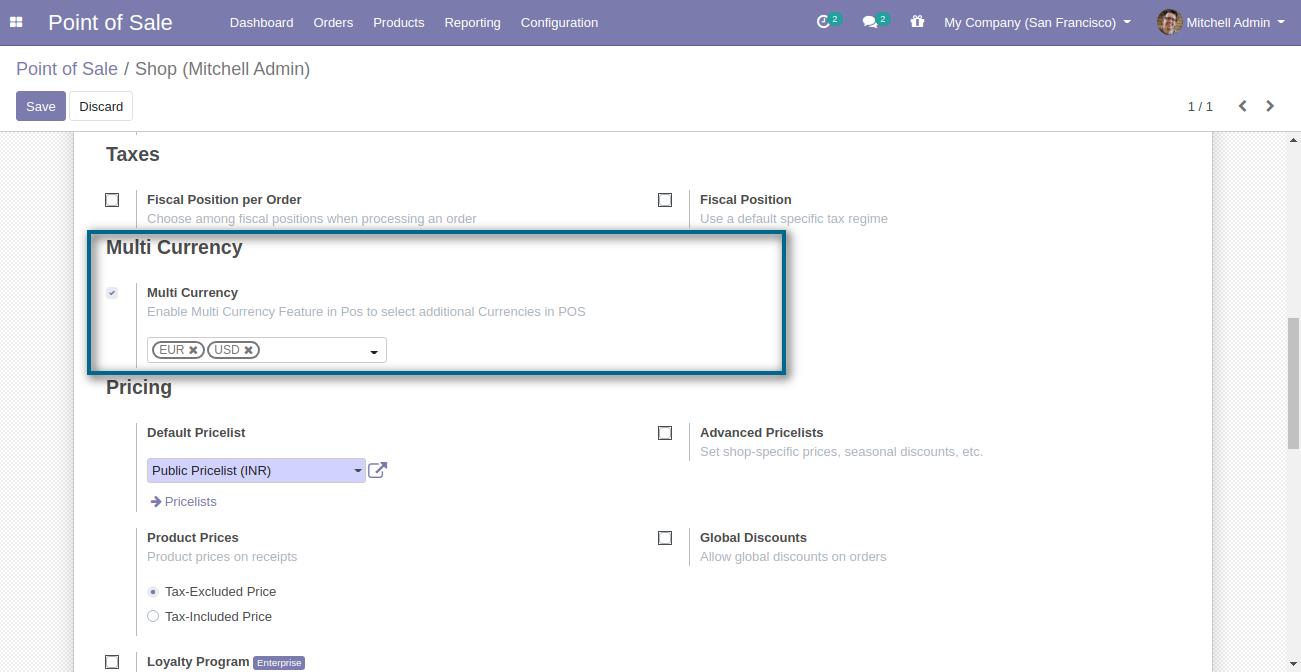 Point of Sale Dashboard Orders Products Reporting Configuration 2 2 My Company (San Francisco) Mitchell Admin
Point of Sale / Shop (Mitchell Admin)
Save Discard 1 / 1
Taxes
Fiscal Position per Order Fiscal Position
Choose among fiscal positions when processing an order Use a default specific tax regime
Multi Currency
Multi Currency
Enable Multi Currency Feature in Pos to select additional Currencies in POS
EUR USD
Pricing
Default Pricelist Advanced Pricelists
Set shop-specific prices, seasonal discounts, etc.
Public Pricelist (INR)
Pricelists
Product Prices Global Discounts
Product prices on receipts Allow global discounts on orders
Tax-Excluded Price
Tax-Included Price
Loyalty Program Enterprise